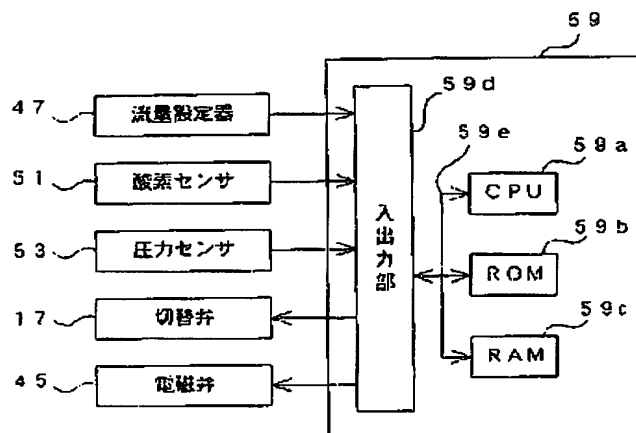 59
59d
47
流量設定器
59e
59a
51
酸素センサ
CPU
59b
53
圧力センサ
入出力部
ROM
17
切替弁
59c
RAM
45
電磁弁